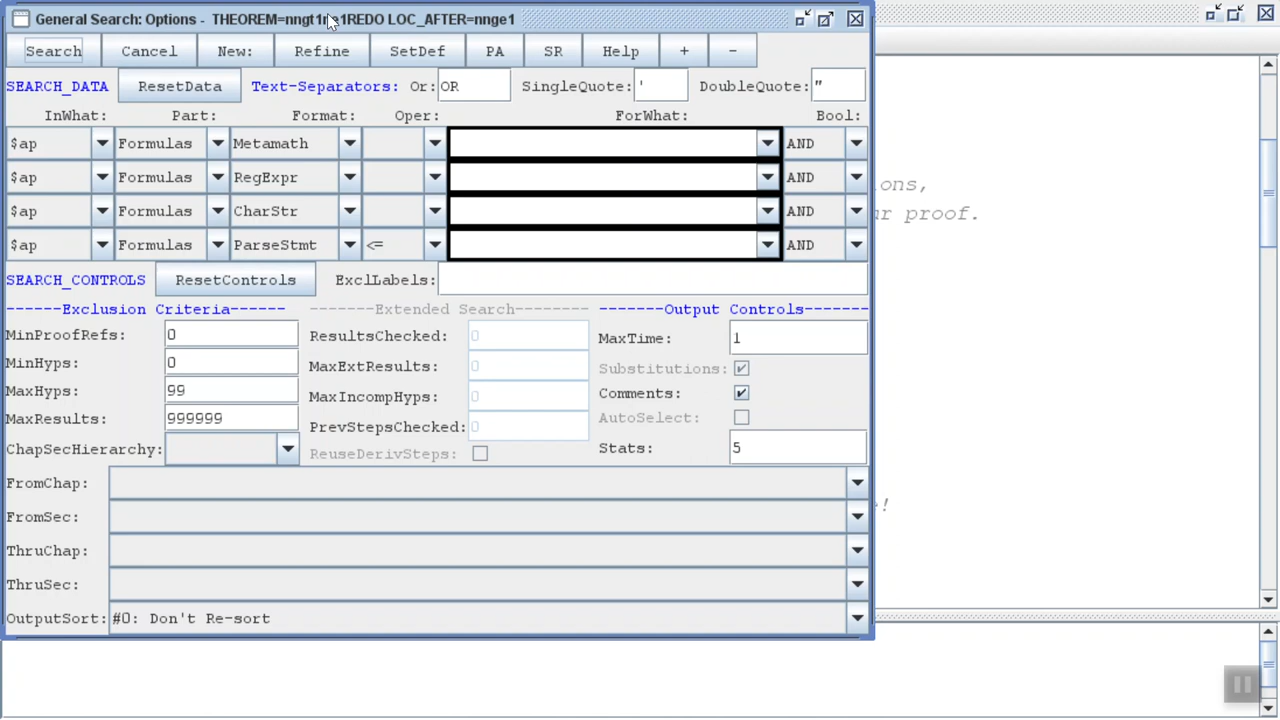 General Search: Options - THEOREM=nngt1ne1REDO LOC_AFTER=nnge1
Search Cancel New: Refine SetDef PA SR Help + -
SEARCH_DATA ResetData Text-Separators: Or: OR SingleQuote: ' DoubleQuote: "
InWhat: Part: Format: Oper: ForWhat: Bool:
$ap Formulas Metamath AND
$ap Formulas RegExpr AND
ons,
$ap Formulas CharStr AND
r proof.
$ap Formulas ParseStmt <= AND
SEARCH_CONTROLS ResetControls ExclLabels:
------Exclusion Criteria------ --------Extended Search-------- -------Output Controls-------
MinProofRefs: 0 ResultsChecked: 0 MaxTime: 1
MinHyps: 0 MaxExtResults: 0 Substitutions:
MaxHyps: 99 MaxIncompHyps: 0 Comments:
MaxResults: 999999 PrevStepsChecked: 0 AutoSelect:
ChapSecHierarchy: ReuseDerivSteps: Stats: 5
FromChap:
!
FromSec:
ThruChap:
ThruSec:
OutputSort: #0: Don't Re-sort